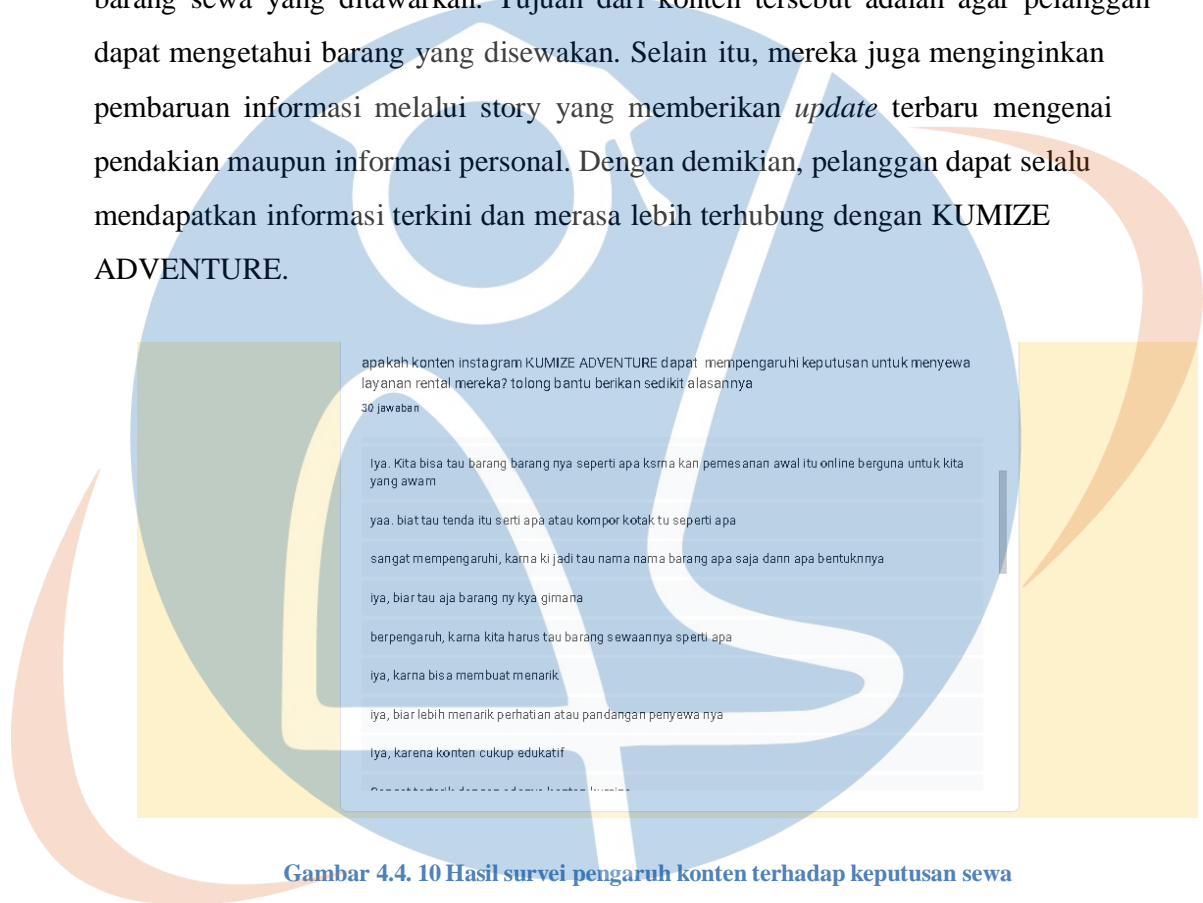 barang sewa yang ditawarkan. Tujuan dari konten tersebut adalah agar pelanggan
dapat mengetahui barang yang disewakan. Selain itu, mereka juga menginginkan
pembaruan informasi melalui story yang memberikan update terbaru mengenai
pendakian maupun informasi personal. Dengan demikian, pelanggan dapat selalu
mendapatkan informasi terkini dan merasa lebih terhubung dengan KUMIZE
ADVENTURE.
apakah konten instagram KUMIZE ADVENTURE dapat mempengaruhi keputusan untuk menyewa
layanan rental mereka? tolong bantu berikan sedikit alasannya
30 jawaban
Iya. Kita bisa tau barang barang nya seperti apa ksrna kan pemesanan awal itu online berguna untuk kita
yang awam
yaa. biat tau tenda itu serti apa atau kompor kotak tu seperti apa
sangat mempengaruhi, karna ki jadi tau nama nama barang apa saja dann apa bentuknnya
iya, biar tau aja barang ny kya gimana
berpengaruh, karna kita harus tau barang sewaannya sperti apa
iya, karna bisa membuat menarik
iya, biar lebih menarik perhatian atau pandangan penyewa nya
Iya, karena konten cukup edukatif
Gambar 4.4. 10 Hasil survei pengaruh konten terhadap keputusan sewa